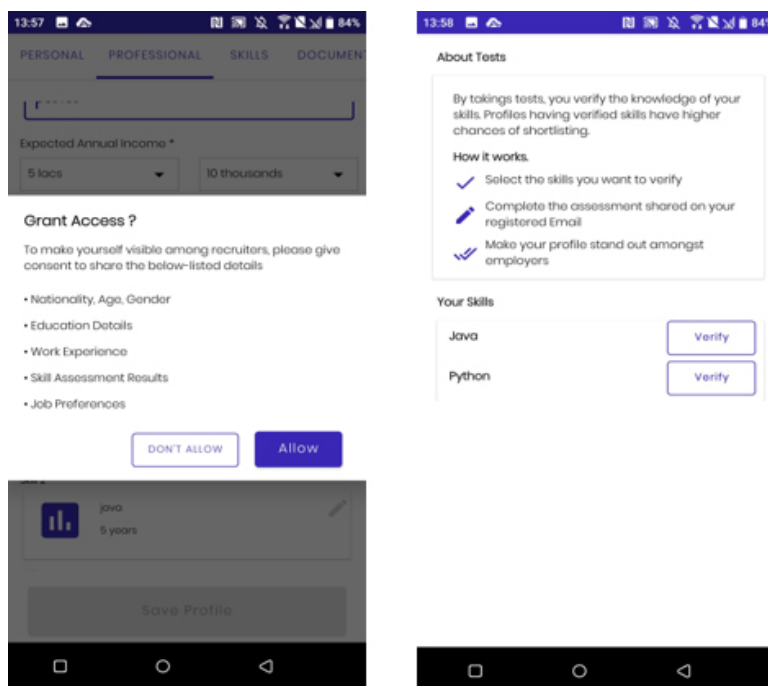 13:57
84%
PERSONAL PROFESSIONAL SKILLS DOCUMENT
Expected Annual Income *
5 lacs 10 thousands
Grant Access ?
To make yourself visible among recruiters, please give
consent to share the below-listed details
• Nationality, Age, Gender
• Education Details
• Work Experience
• Skill Assessment Results
• Job Preferences
DON'T ALLOW Allow
java
5 years
Save Profile
13:58
84%
About Tests
By takings tests, you verify the knowledge of your
skills. Profiles having verified skills have higher
chances of shortlisting.
How it works.
Select the skills you want to verify
Complete the assessment shared on your
registered Email
Make your profile stand out amongst
employers
Your Skills
Java Verify
Python Verify